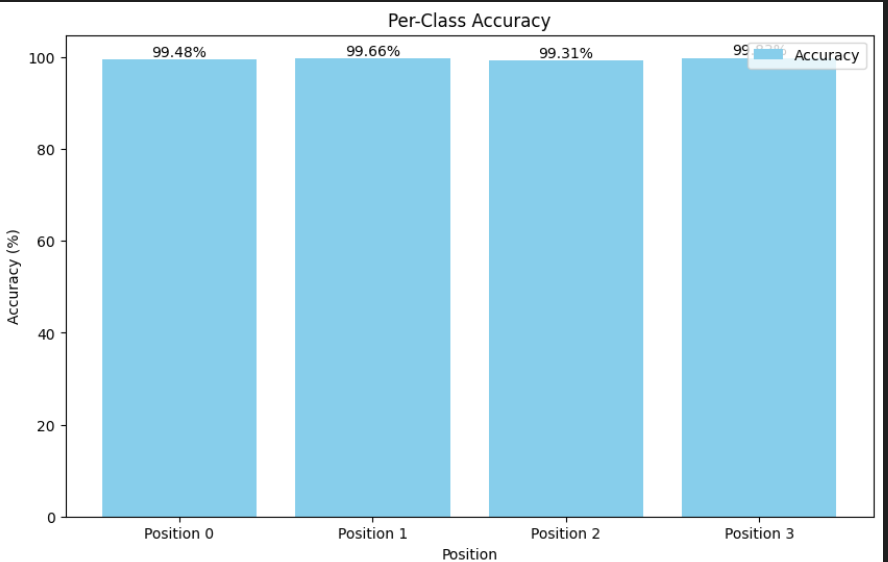 Per-Class Accuracy
99.48%
99.66%
99.31%
Accuracy
100
80
60
40
20
0
Accuracy (%)
Position 0
Position 1
Position 2
Position 3
Position